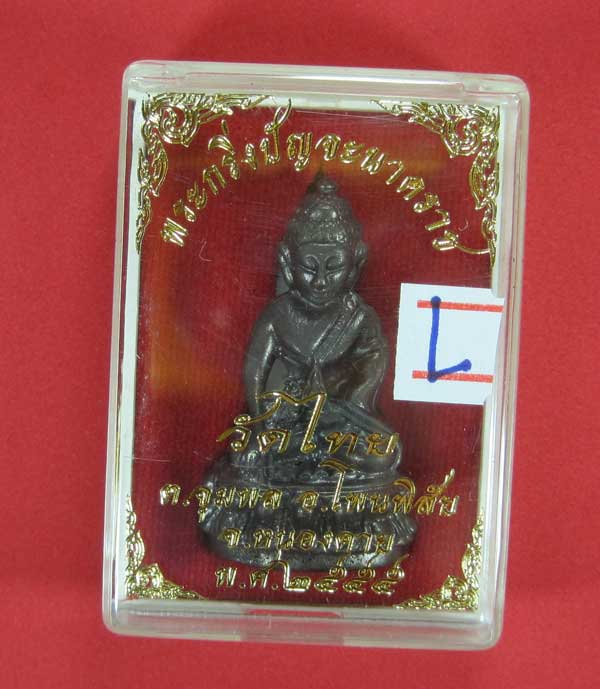 พระกริ่งปัญจะนาคราช
L
วัดไทย
ต.จุมพล อ.โพนพิสัย
จ.หนองคาย
พ.ศ.๒๕๕๕